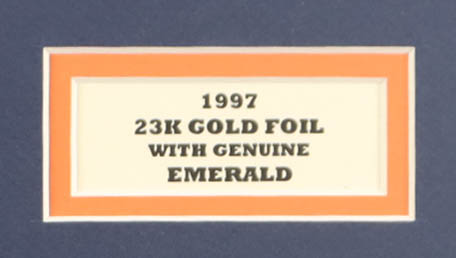 1997
23K GOLD FOIL
WITH GENUINE
EMERALD